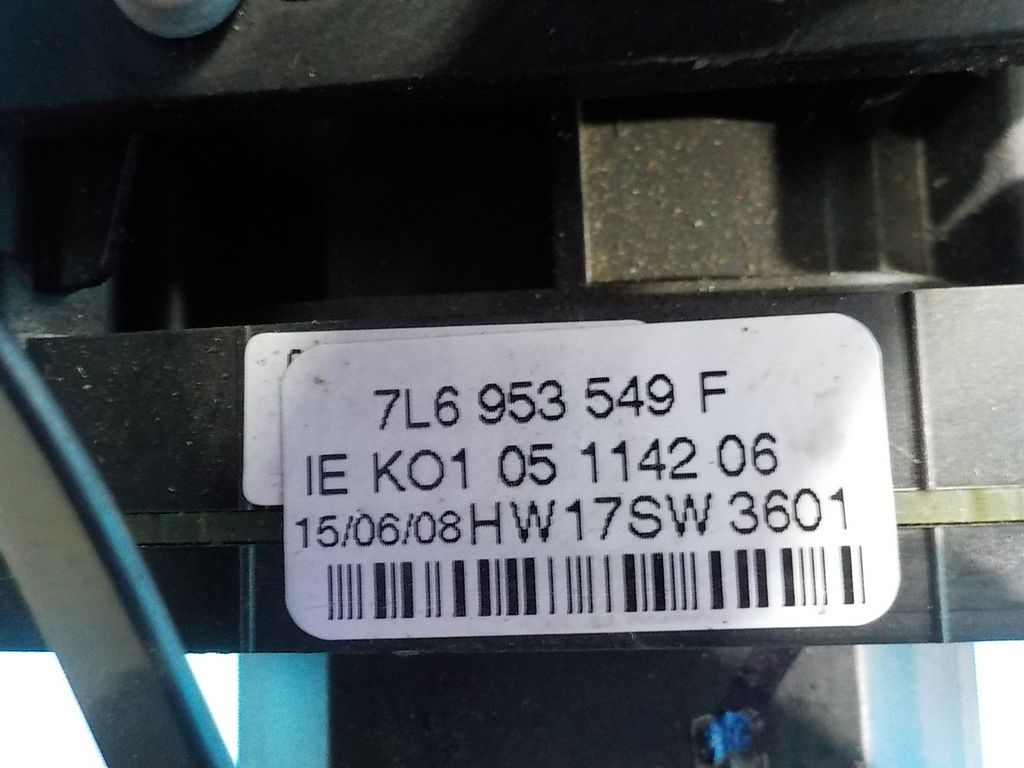 7L6 953 549 F
IE KO1 05 1142 06
15/06/08 HW17SW 3601